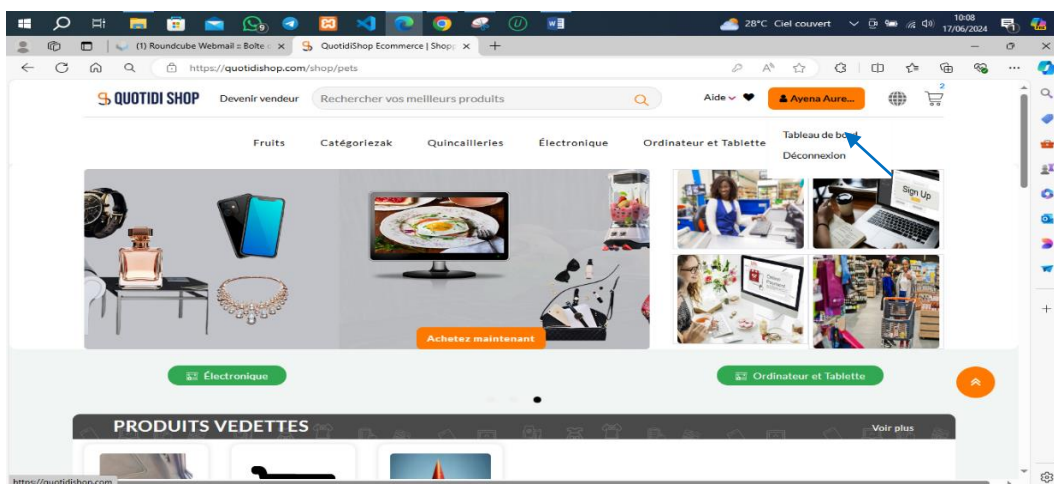 28°C Ciel couvert
10:08
17/06/2024
(1) Roundcube Webmail :: Boîte
QuotidiShop Ecommerce | Shop
https://quotidishop.com/shop/pets
QUOTIDI SHOP
Devenir vendeur
Rechercher vos meilleurs produits
Aide
Ayena Aure...
2
Fruits
Catégoriezak
Quincailleries
Électronique
Ordinateur et Tablette
Tableau de bord
Déconnexion
Sign Up
Achetez maintenant
Électronique
Ordinateur et Tablette
PRODUITS VEDETTES
Voir plus
https://quotidishop.com